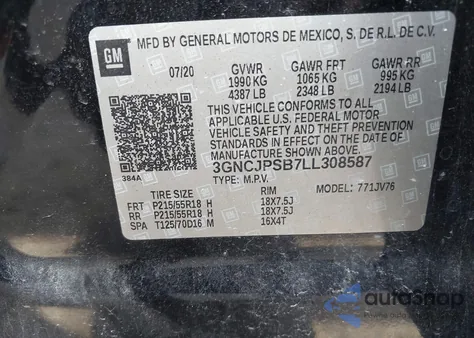 MFD BY GENERAL MOTORS DE MEXICO, S. DE R.L. DE C.V.
GM
07/20 GVWR GAWR FRT GAWR RR
1990 KG 1065 KG 995 KG
4387 LB 2348 LB 2194 LB
THIS VEHICLE CONFORMS TO ALL
APPLICABLE U.S. FEDERAL MOTOR
VEHICLE SAFETY AND THEFT
PREVENTION STANDARDS IN EFFECT ON
THE DATE OF MANUFACTURE SHOWN ABOVE.
3GNCJPSB7LL308587
384A
TYPE: M.P.V.
TIRE SIZE RIM MODEL: 771JV76
FRT P215/55R18 H 18X7.5J
RR P215/55R18 H 18X7.5J
SPA T125/70D16 M 16X4T
autoSnap